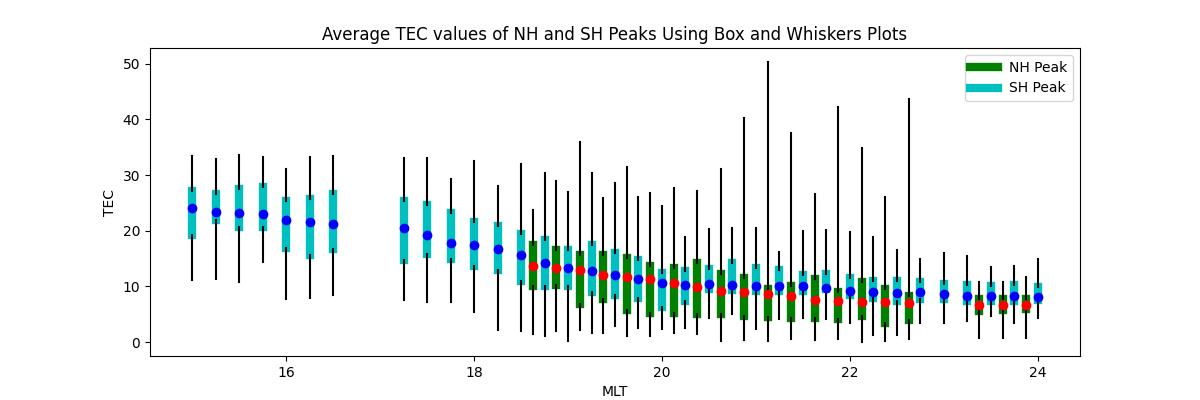 Average TEC values of NH and SH Peaks Using Box and Whiskers Plots
NH Peak
SH Peak
TEC
50
40
30
20
10
0
16
18
20
22
24
MLT